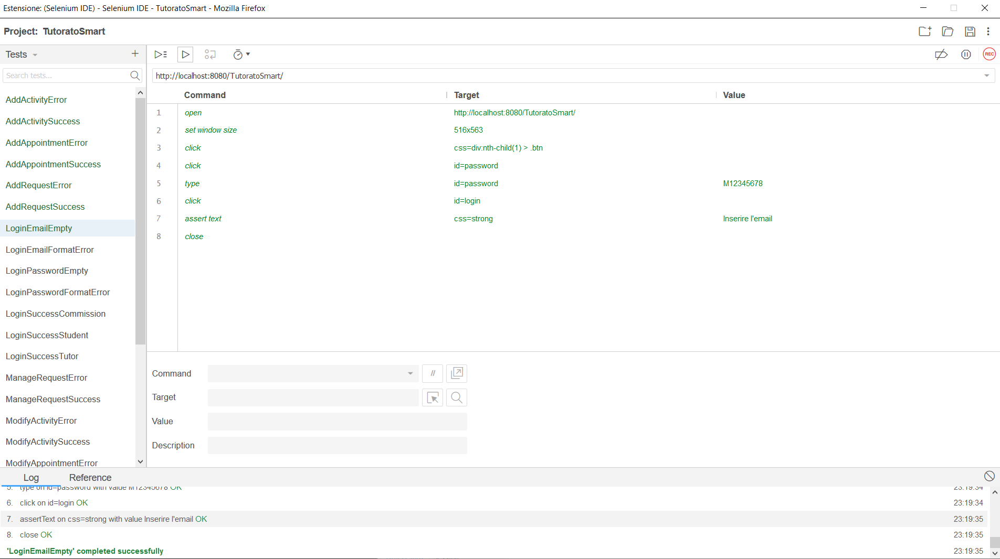 Estensione: (Selenium IDE) - Selenium IDE - TutoratoSmart - Mozilla Firefox
Project: TutoratoSmart
Tests
REC
Search tests...
http://localhost:8080/TutoratoSmart/
Command Target Value
1 open http://localhost:8080/TutoratoSmart/
2 set window size 516x563
3 click css=div:nth-child(1) > .btn
4 click id=password
5 type id=password M12345678
6 click id=login
7 assert text css=strong Inserire l'email
8 close
AddActivityError
AddActivitySuccess
AddAppointmentError
AddAppointmentSuccess
AddRequestError
AddRequestSuccess
LoginEmailEmpty
LoginEmailFormatError
LoginPasswordEmpty
LoginPasswordFormatError
LoginSuccessCommission
LoginSuccessStudent
LoginSuccessTutor
ManageRequestError
ManageRequestSuccess
ModifyActivityError
ModifyActivitySuccess
ModifyAppointmentError
Command //
Target
Value
Description
Log Reference
5. type on id=password with value M12345678 OK 23:19:34
6. click on id=login OK 23:19:34
7. assertText on css=strong with value Inserire l'email OK 23:19:35
8. close OK 23:19:35
'LoginEmailEmpty' completed successfully 23:19:35